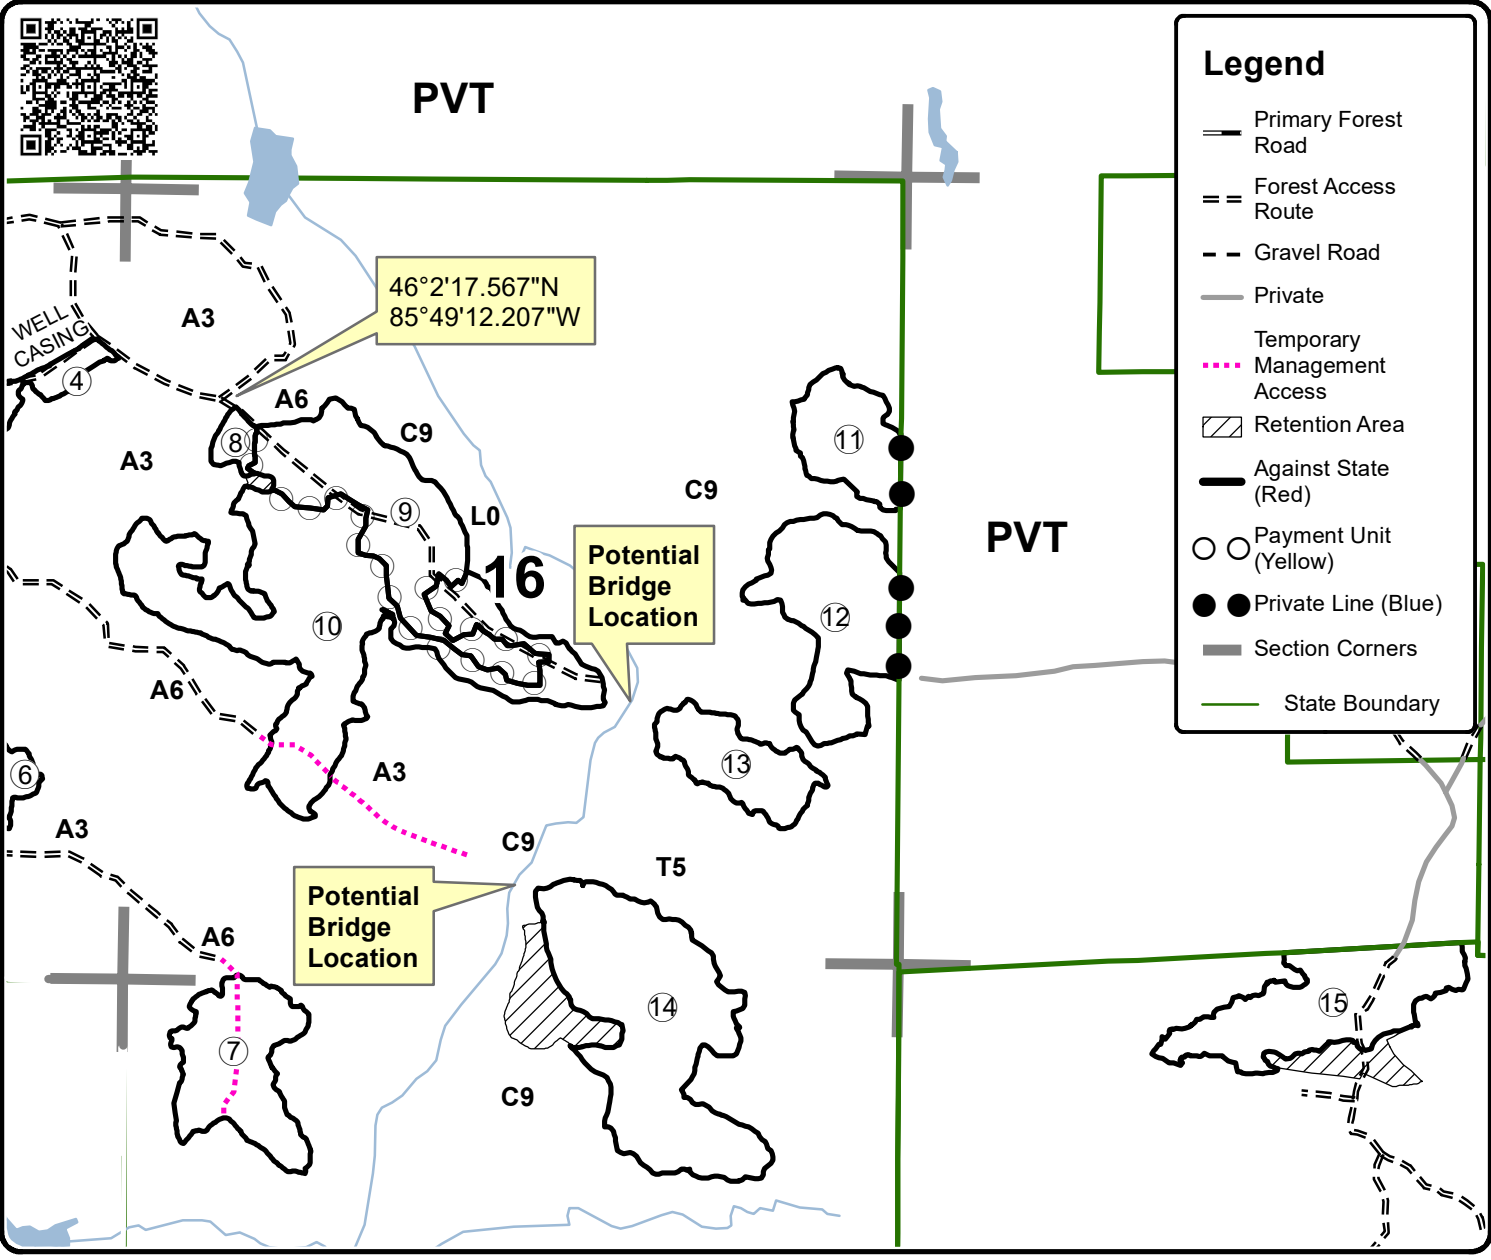 PVT
Legend
Primary Forest
Road
Forest Access
Route
Gravel Road
Private
Temporary
Management
Access
Retention Area
Against State
(Red)
Payment Unit
(Yellow)
Private Line (Blue)
Section Corners
State Boundary
46°2'17.567"N
85°49'12.207"W
A3
WELL
CASING
4
A6
C9
8
A3
11
C9
9
L0
PVT
16
Potential
Bridge
Location
10
12
A6
13
6
A3
A3
C9
T5
Potential
Bridge
Location
A6
14
15
7
C9